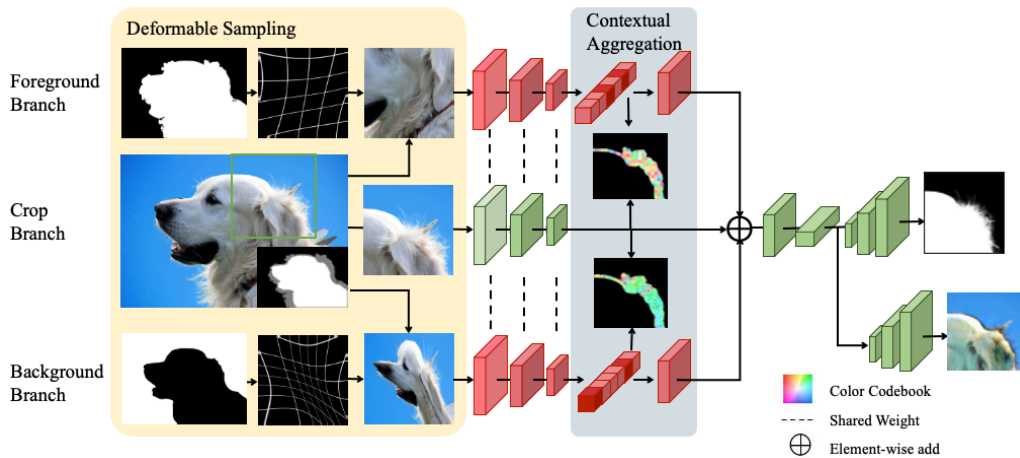 Deformable Sampling
Contextual
Aggregation
Foreground
Branch
Crop
Branch
Background
Branch
Color Codebook
Shared Weight
Element-wise add